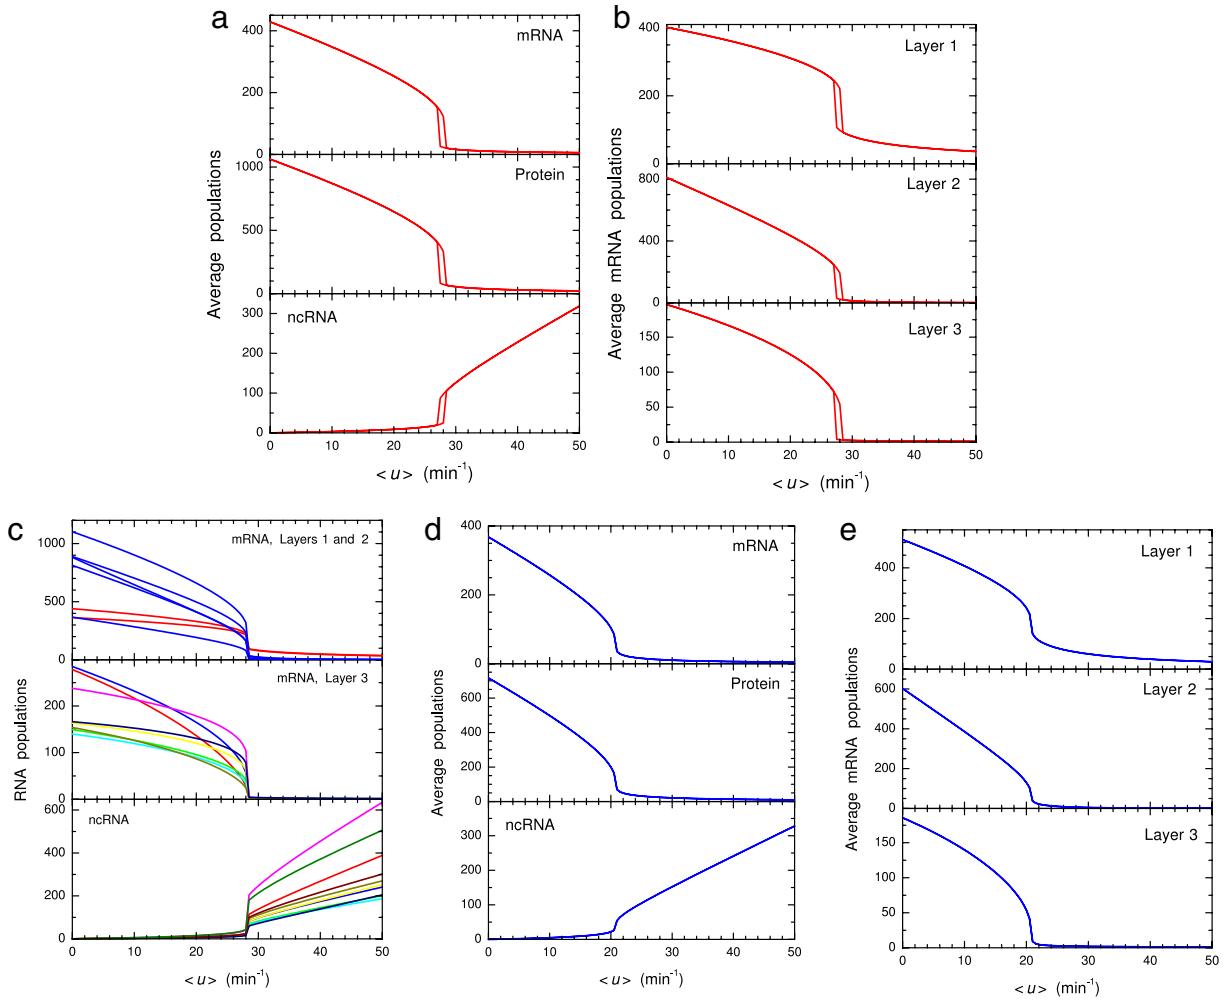 a
Average populations
mRNA
400
200
0
Protein
1000
500
0
ncRNA
300
200
100
0
0 10 20 30 40 50
<u> (min⁻¹)
b
Average mRNA populations
Layer 1
400
200
0
Layer 2
800
400
0
Layer 3
150
100
50
0
0 10 20 30 40 50
<u> (min⁻¹)
c
RNA populations
mRNA, Layers 1 and 2
1000
500
0
mRNA, Layer 3
200
100
0
ncRNA
600
400
200
0
0 10 20 30 40 50
<u> (min⁻¹)
d
Average populations
mRNA
400
200
0
Protein
600
400
200
0
ncRNA
300
200
100
0
0 10 20 30 40 50
<u> (min⁻¹)
e
Average mRNA populations
Layer 1
400
200
0
Layer 2
600
400
200
0
Layer 3
150
100
50
0
0 10 20 30 40 50
<u> (min⁻¹)